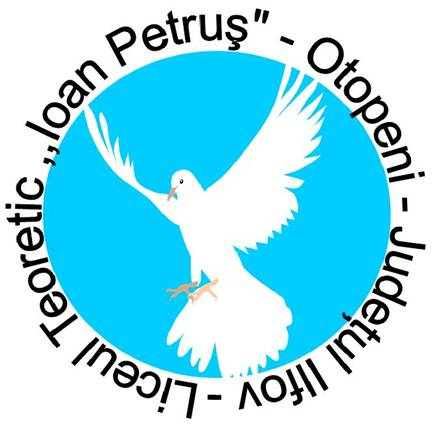 Liceul Teoretic ,,Ioan Petruş" - Otopeni - Judeţul Ilfov -